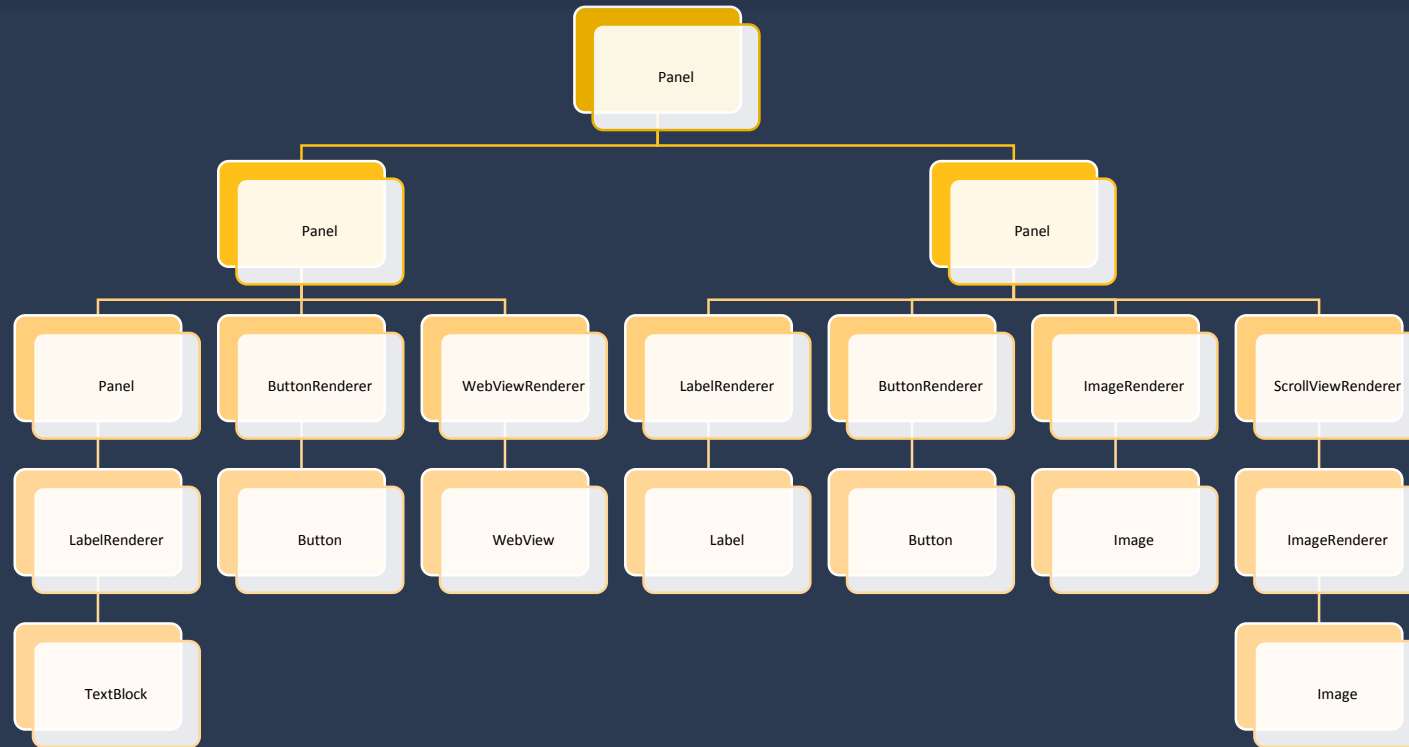 Panel
Panel
Panel
Panel
ButtonRenderer
WebViewRenderer
LabelRenderer
ButtonRenderer
ImageRenderer
ScrollViewRenderer
LabelRenderer
Button
WebView
Label
Button
Image
ImageRenderer
TextBlock
Image